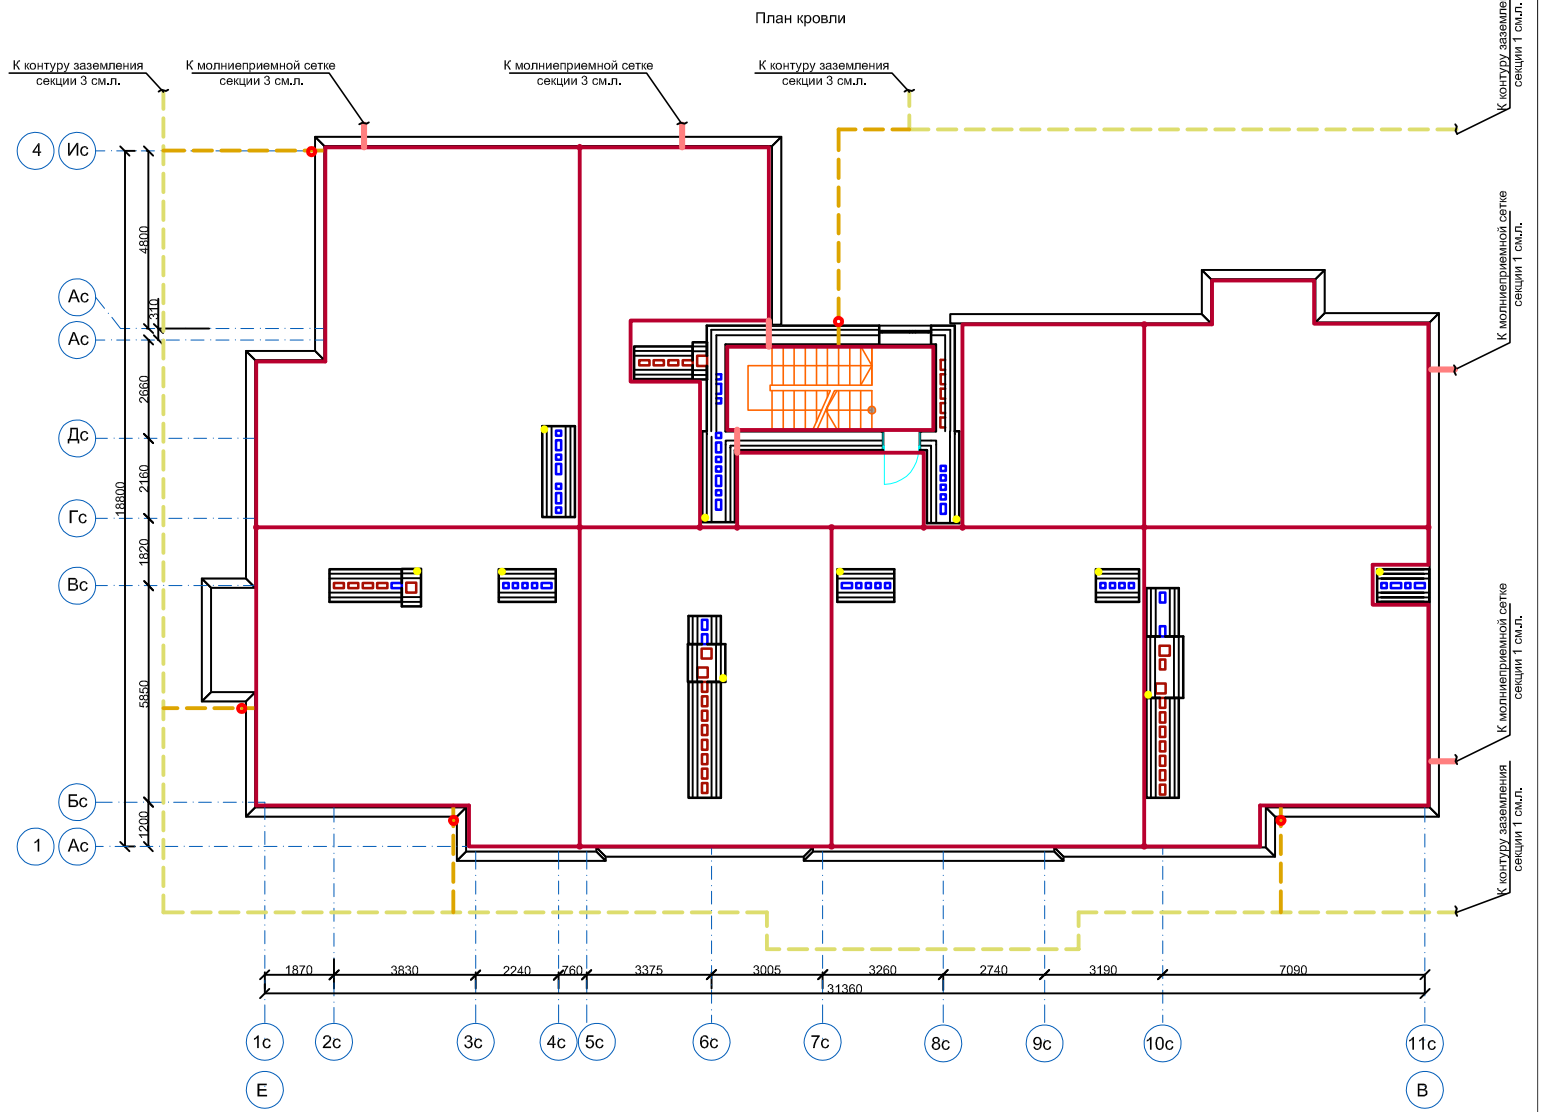 План кровли
К контуру заземления
секции 3 см.л.
К молниеприемной сетке
секции 3 см.л.
К молниеприемной сетке
секции 3 см.л.
К контуру заземления
секции 3 см.л.
К контуру заземле
секции 1 см.л.
К молниеприемной сетке
секции 1 см.л.
К молниеприемной сетке
секции 1 см.л.
К контуру заземления
секции 1 см.л.
4 Ис
Ас
Ас
Дс
Гс
Вс
Бс
1 Ас
4800
310
2660
2160
18800
1820
5850
1200
1870 3830 2240 760 3375 3005 3260 2740 3190 7090
31360
1с 2с 3с 4с 5с 6с 7с 8с 9с 10с 11с
Е В